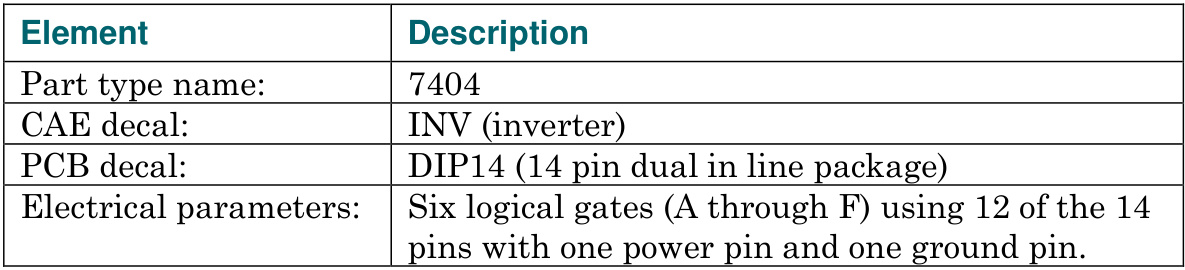 Element Description
Part type name: 7404
CAE decal: INV (inverter)
PCB decal: DIP14 (14 pin dual in line package)
Electrical parameters: Six logical gates (A through F) using 12 of the 14
pins with one power pin and one ground pin.